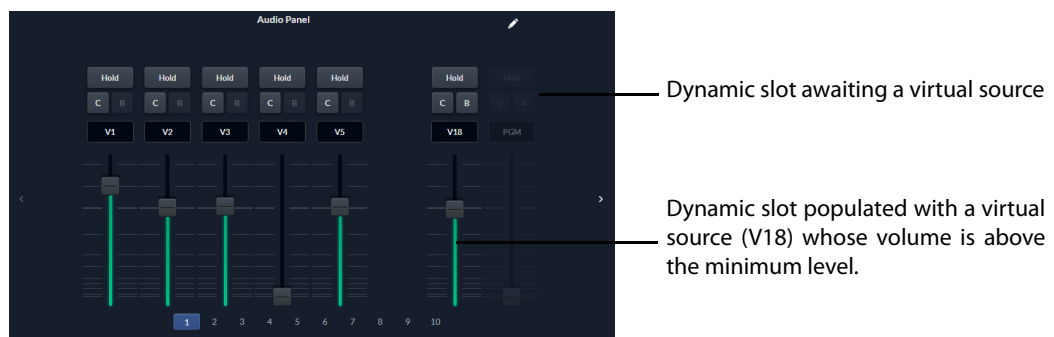 Audio Panel
Hold Hold Hold Hold Hold Hold Hold
C B C B C B C B C B C B C B
V1 V2 V3 V4 V5 V18 PGM
1 2 3 4 5 6 7 8 9 10
Dynamic slot awaiting a virtual source
Dynamic slot populated with a virtual
source (V18) whose volume is above
the minimum level.